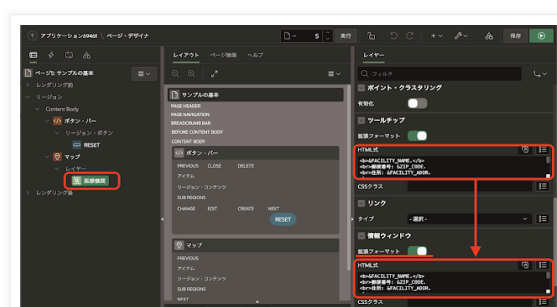 アプリケーション69461 \ ページ・デザイナ
5
実行
保存
レイアウト ページ検索 ヘルプ
レイヤー
ページ5: サンプルの基本
レンダリング前
リージョン
Content Body
ボタン・バー
リージョン・ボタン
RESET
マップ
レイヤー
医療機関
レンダリング後
サンプルの基本
PAGE HEADER
PAGE NAVIGATION
BREADCRUMB BAR
BEFORE CONTENT BODY
CONTENT BODY
ボタン・バー
PREVIOUS CLOSE DELETE
アイテム
リージョン・コンテンツ
SUB REGIONS
CHANGE EDIT CREATE NEXT
RESET
マップ
PREVIOUS
アイテム
リージョン・コンテンツ
SUB REGIONS
NEXT
フィルタ
ポイント・クラスタリング
有効化
ツールチップ
拡張フォーマット
HTML式
<b>&FACILITY_NAME.</b>
<br>郵便番号: &ZIP_CODE.
<br>住所: &FACILITY_ADDR.
CSSクラス
リンク
タイプ
- 選択 -
情報ウィンドウ
拡張フォーマット
HTML式
<b>&FACILITY_NAME.</b>
<br>郵便番号: &ZIP_CODE.
<br>住所: &FACILITY_ADDR.
CSSクラス